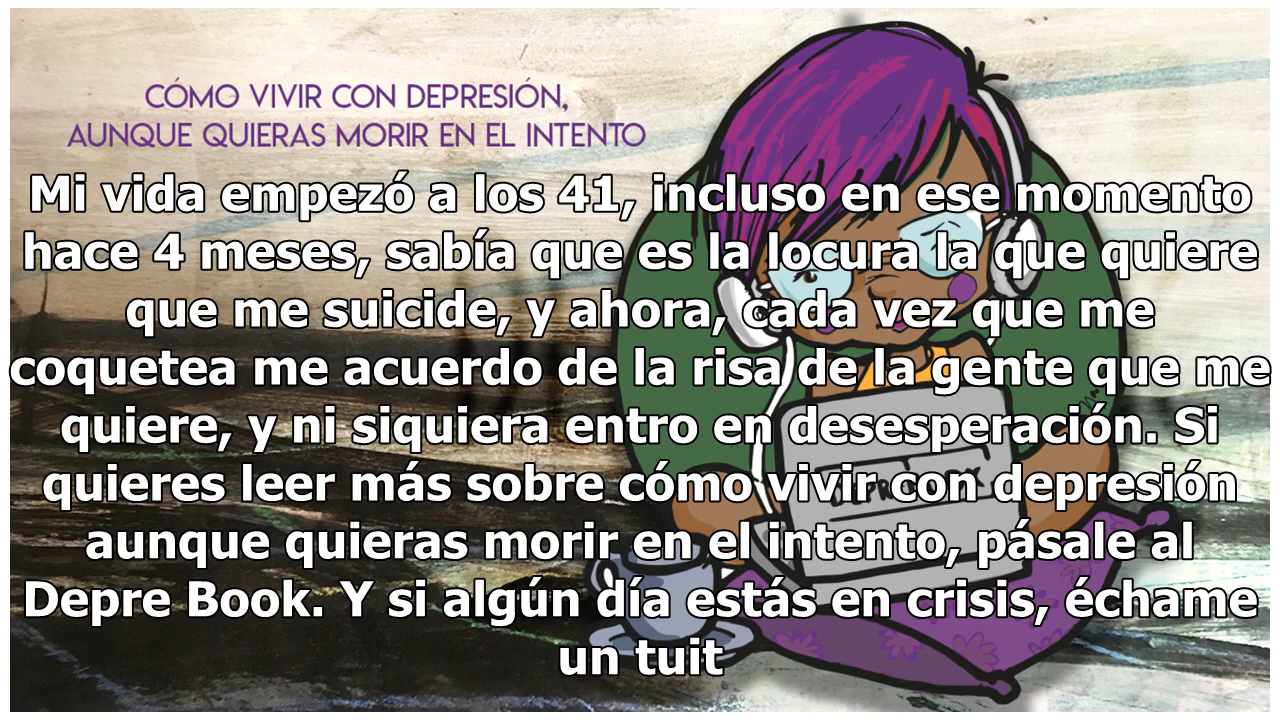 CÓMO VIVIR CON DEPRESIÓN,
AUNQUE QUIERAS MORIR EN EL INTENTO
Mi vida empezó a los 41, incluso en ese momento
hace 4 meses, sabía que es la locura la que quiere
que me suicide, y ahora, cada vez que me
coquetea me acuerdo de la risa de la gente que me
quiere, y ni siquiera entro en desesperación. Si
quieres leer más sobre cómo vivir con depresión
aunque quieras morir en el intento, pásale al
Depre Book. Y si algún día estás en crisis, échame
un tuit